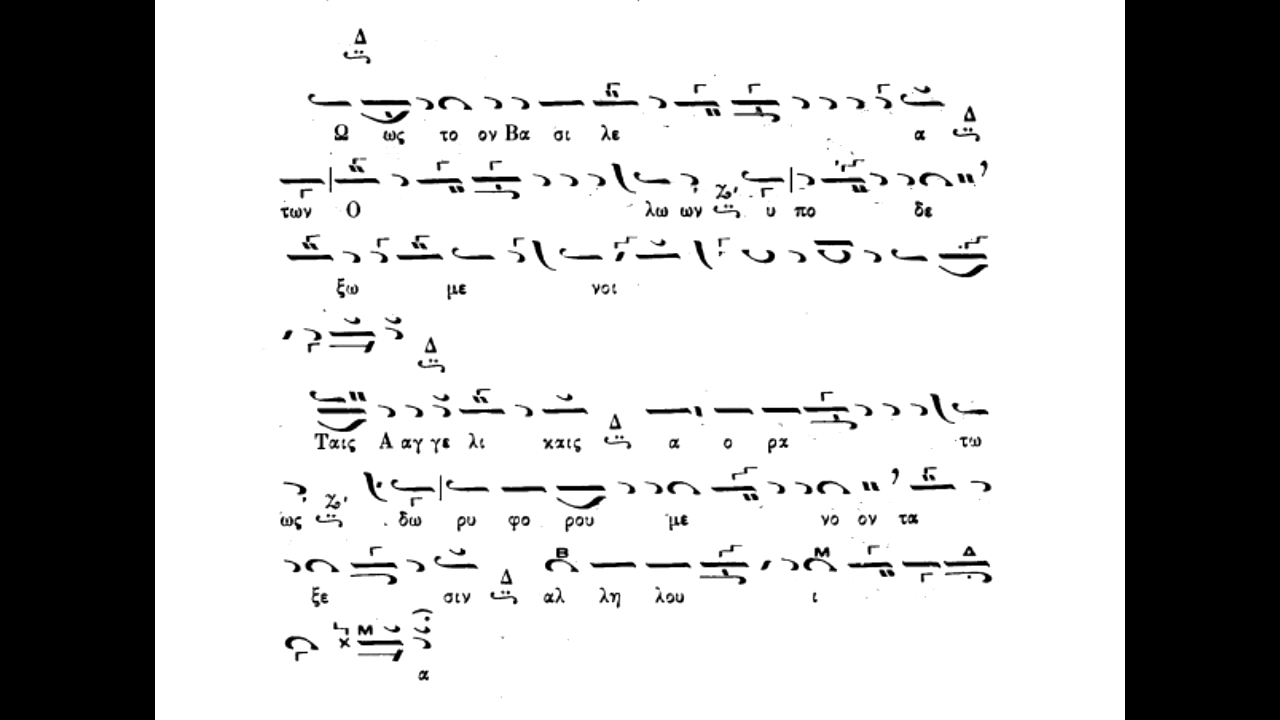 Δ
Ω ως το ον Βα σι λε α Δ
των Ο λω ων ζ' υ πο δε
ξω με νοι
Δ
Ταις Α αγ γε λι καις Δ α ο ρα τω
ως ζ' δω ρυ φο ρου με νο ον τα
Β Μ Δ
ξε σιν Δ αλ λη λου ι
Μ
α